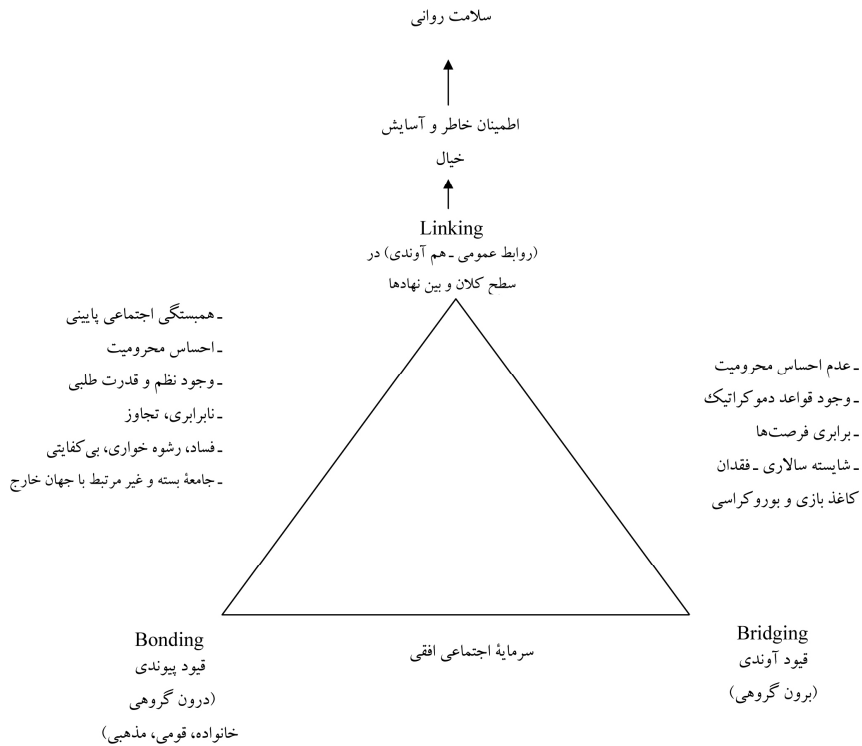 سلامت روانی
اطمینان خاطر و آسایش
خیال
Linking
(روابط عمومی ـ هم آوندی) در
سطح کلان و بین نهادها
ـ عدم احساس محرومیت
ـ وجود قواعد دموکراتیک
ـ برابری فرصت‌ها
ـ شایسته سالاری ـ فقدان
کاغذ بازی و بوروکراسی
ـ همبستگی اجتماعی پایینی
ـ احساس محرومیت
ـ وجود نظم و قدرت طلبی
ـ نابرابری، تجاوز
ـ فساد، رشوه خواری، بی‌کفایتی
ـ جامعهٔ بسته و غیر مرتبط با جهان خارج
Bridging
قیود آوندی
(برون گروهی)
سرمایهٔ اجتماعی افقی
Bonding
قیود پیوندی
(درون گروهی
خانواده، قومی، مذهبی)